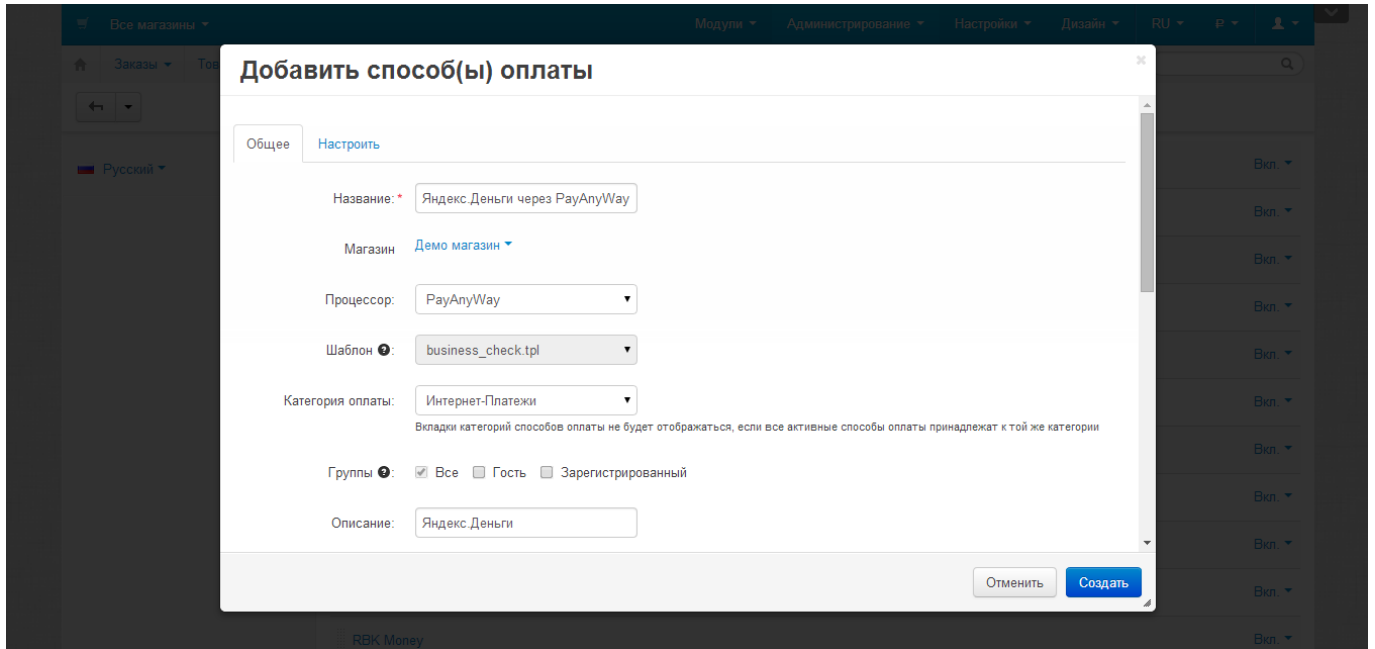 Все магазины
Модули
Администрирование
Настройки
Дизайн
RU
₽
Заказы
Тов
Добавить способ(ы) оплаты
×
Общее
Настроить
Русский
Название: *
Яндекс.Деньги через PayAnyWay
Магазин
Демо магазин
Процессор:
PayAnyWay
Шаблон ?:
business_check.tpl
Категория оплаты:
Интернет-Платежи
Вкладки категорий способов оплаты не будет отображаться, если все активные способы оплаты принадлежат к той же категории
Группы ?:
Все
Гость
Зарегистрированный
Описание:
Яндекс.Деньги
Отменить
Создать
Вкл.
Вкл.
Вкл.
Вкл.
Вкл.
Вкл.
Вкл.
Вкл.
Вкл.
Вкл.
RBK Money
Вкл.